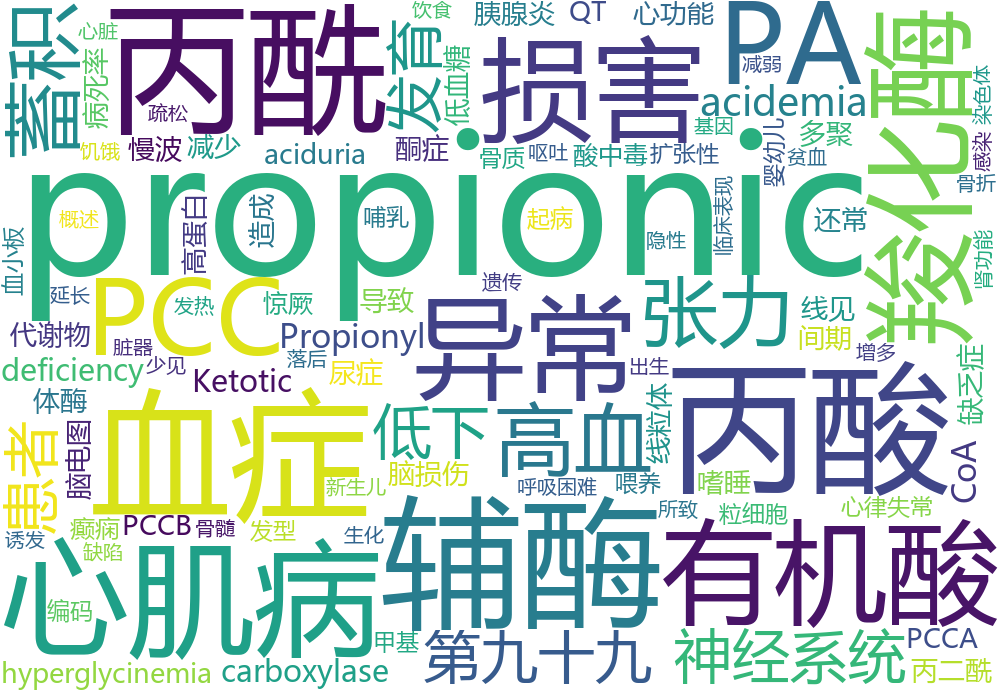 饮食
胰腺炎
QT
心功能
PA
心脏
丙酰
蓄积
病死率
发育
低血糖
损害
减弱
羧化酶
染色体
疏松
acidemia
饥饿
慢波
减少
aciduria
酮症
骨质
呕吐
酸中毒
扩张性
基因
婴幼儿
多聚
贫血
感染
骨折
propionic
概述
高蛋白
造成
哺乳
起病
隐性
临床表现
还常
血小板
肾功能
延长
PCC
发热
惊厥
导致
遗传
异常
张力
线见
代谢物
脏器
少见
Propionyl
间期
deficiency
Ketotic
落后
尿症
出生
增多
丙酸
缺乏症
体酶
血症
低下
高血
线粒体
患者
脑电图
脑损伤
嗜睡
CoA
新生儿
呼吸困难
喂养
辅酶
所致
粒细胞
心律失常
诱发
癫痫
缺陷
PCCB
骨髓
发型
生化
有机酸
心肌病
编码
甲基
第九十九
神经系统
PCCA
丙二酰
hyperglycinemia
carboxylase